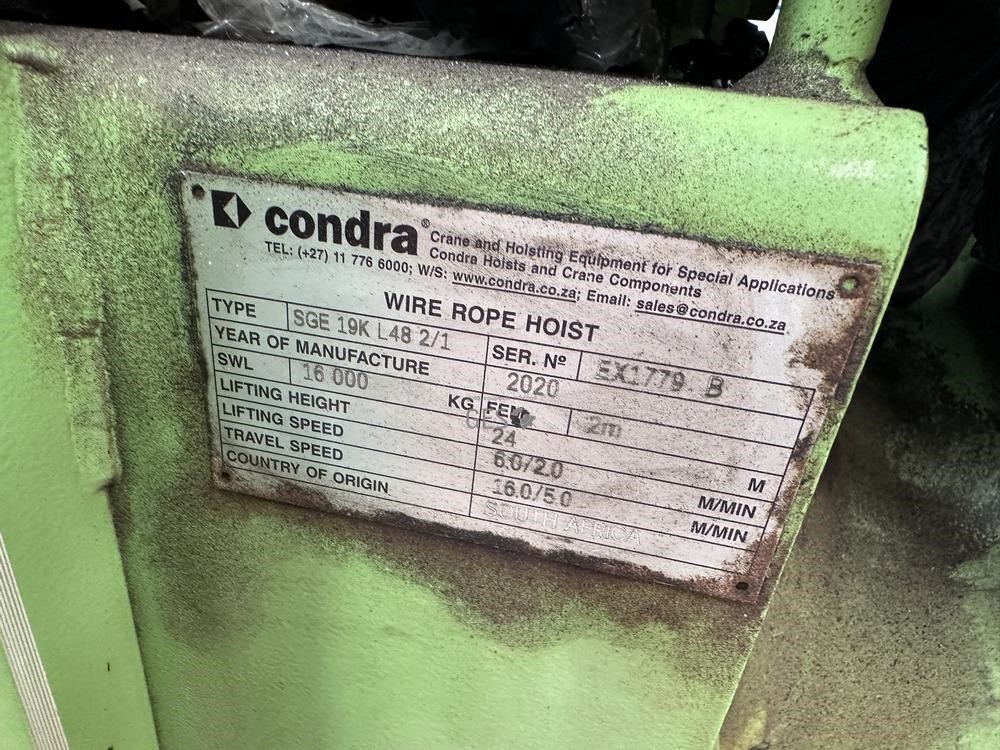 condra®
Crane and Hoisting Equipment for Special Applications
Condra Hoists and Crane Components
TEL: (+27) 11 776 6000; W/S: www.condra.co.za; Email: sales@condra.co.za
WIRE ROPE HOIST
TYPE SGE 19K L48 2/1 SER. Nº EX1779 B
YEAR OF MANUFACTURE 2020
SWL 16 000 KG 2m
LIFTING HEIGHT 24 M
LIFTING SPEED 6.0/2.0 M/MIN
TRAVEL SPEED 16.0/5.0 M/MIN
COUNTRY OF ORIGIN SOUTH AFRICA